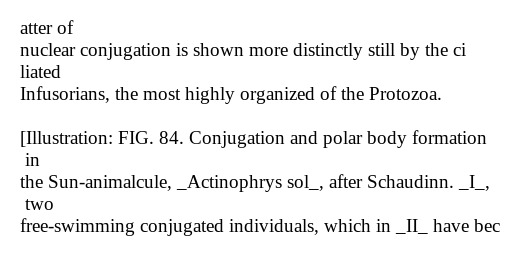 atter of
nuclear conjugation is shown more distinctly still by the ci
liated
Infusorians, the most highly organized of the Protozoa.

[Illustration: FIG. 84. Conjugation and polar body formation
in
the Sun-animalcule, _Actinophrys sol_, after Schaudinn. _I_,
two
free-swimming conjugated individuals, which in _II_ have bec